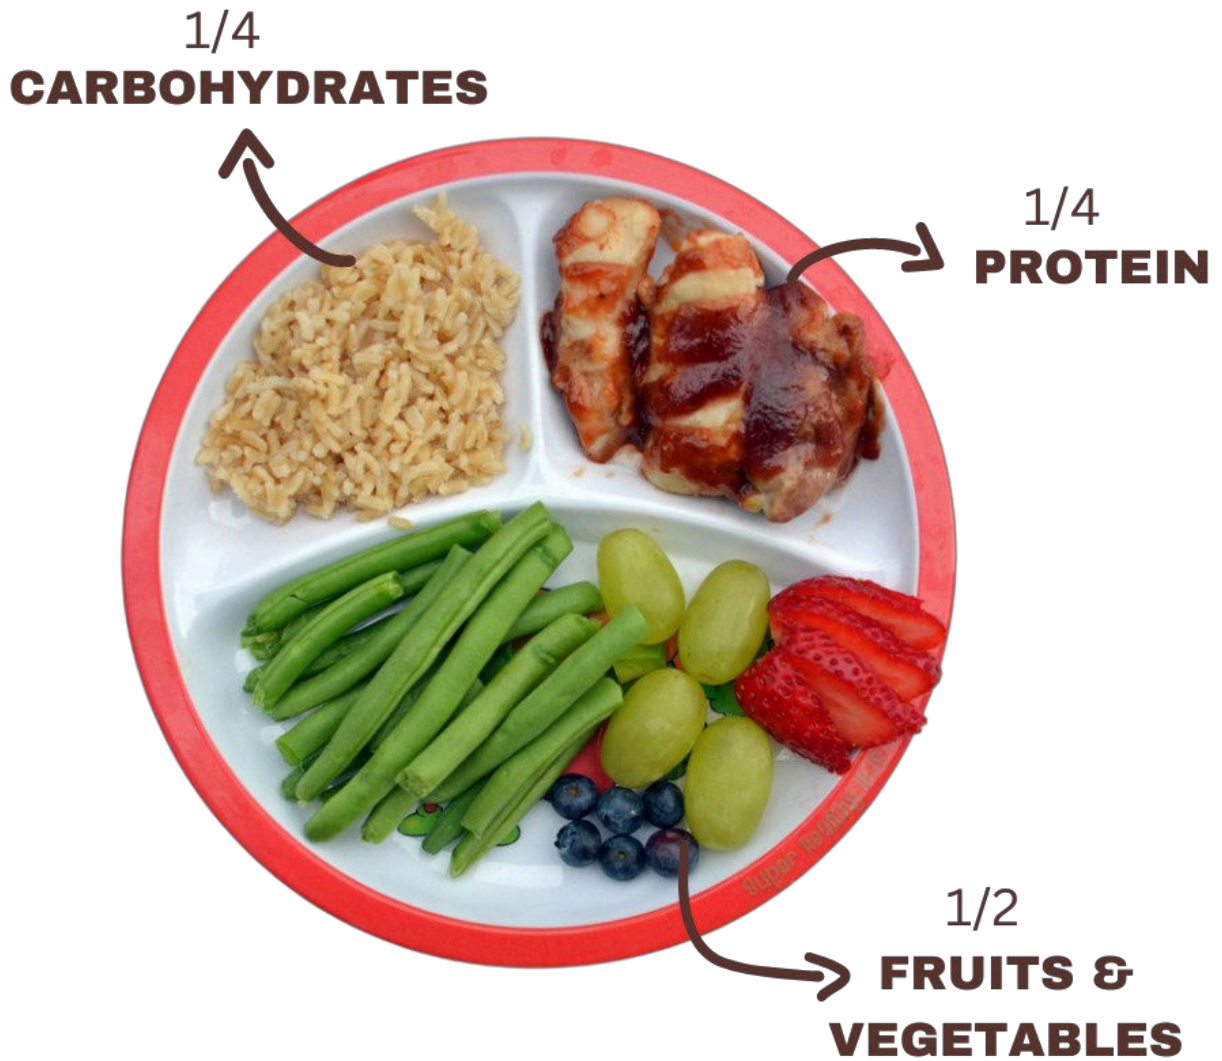 1/4
CARBOHYDRATES
1/4
PROTEIN
1/2
FRUITS &
VEGETABLES